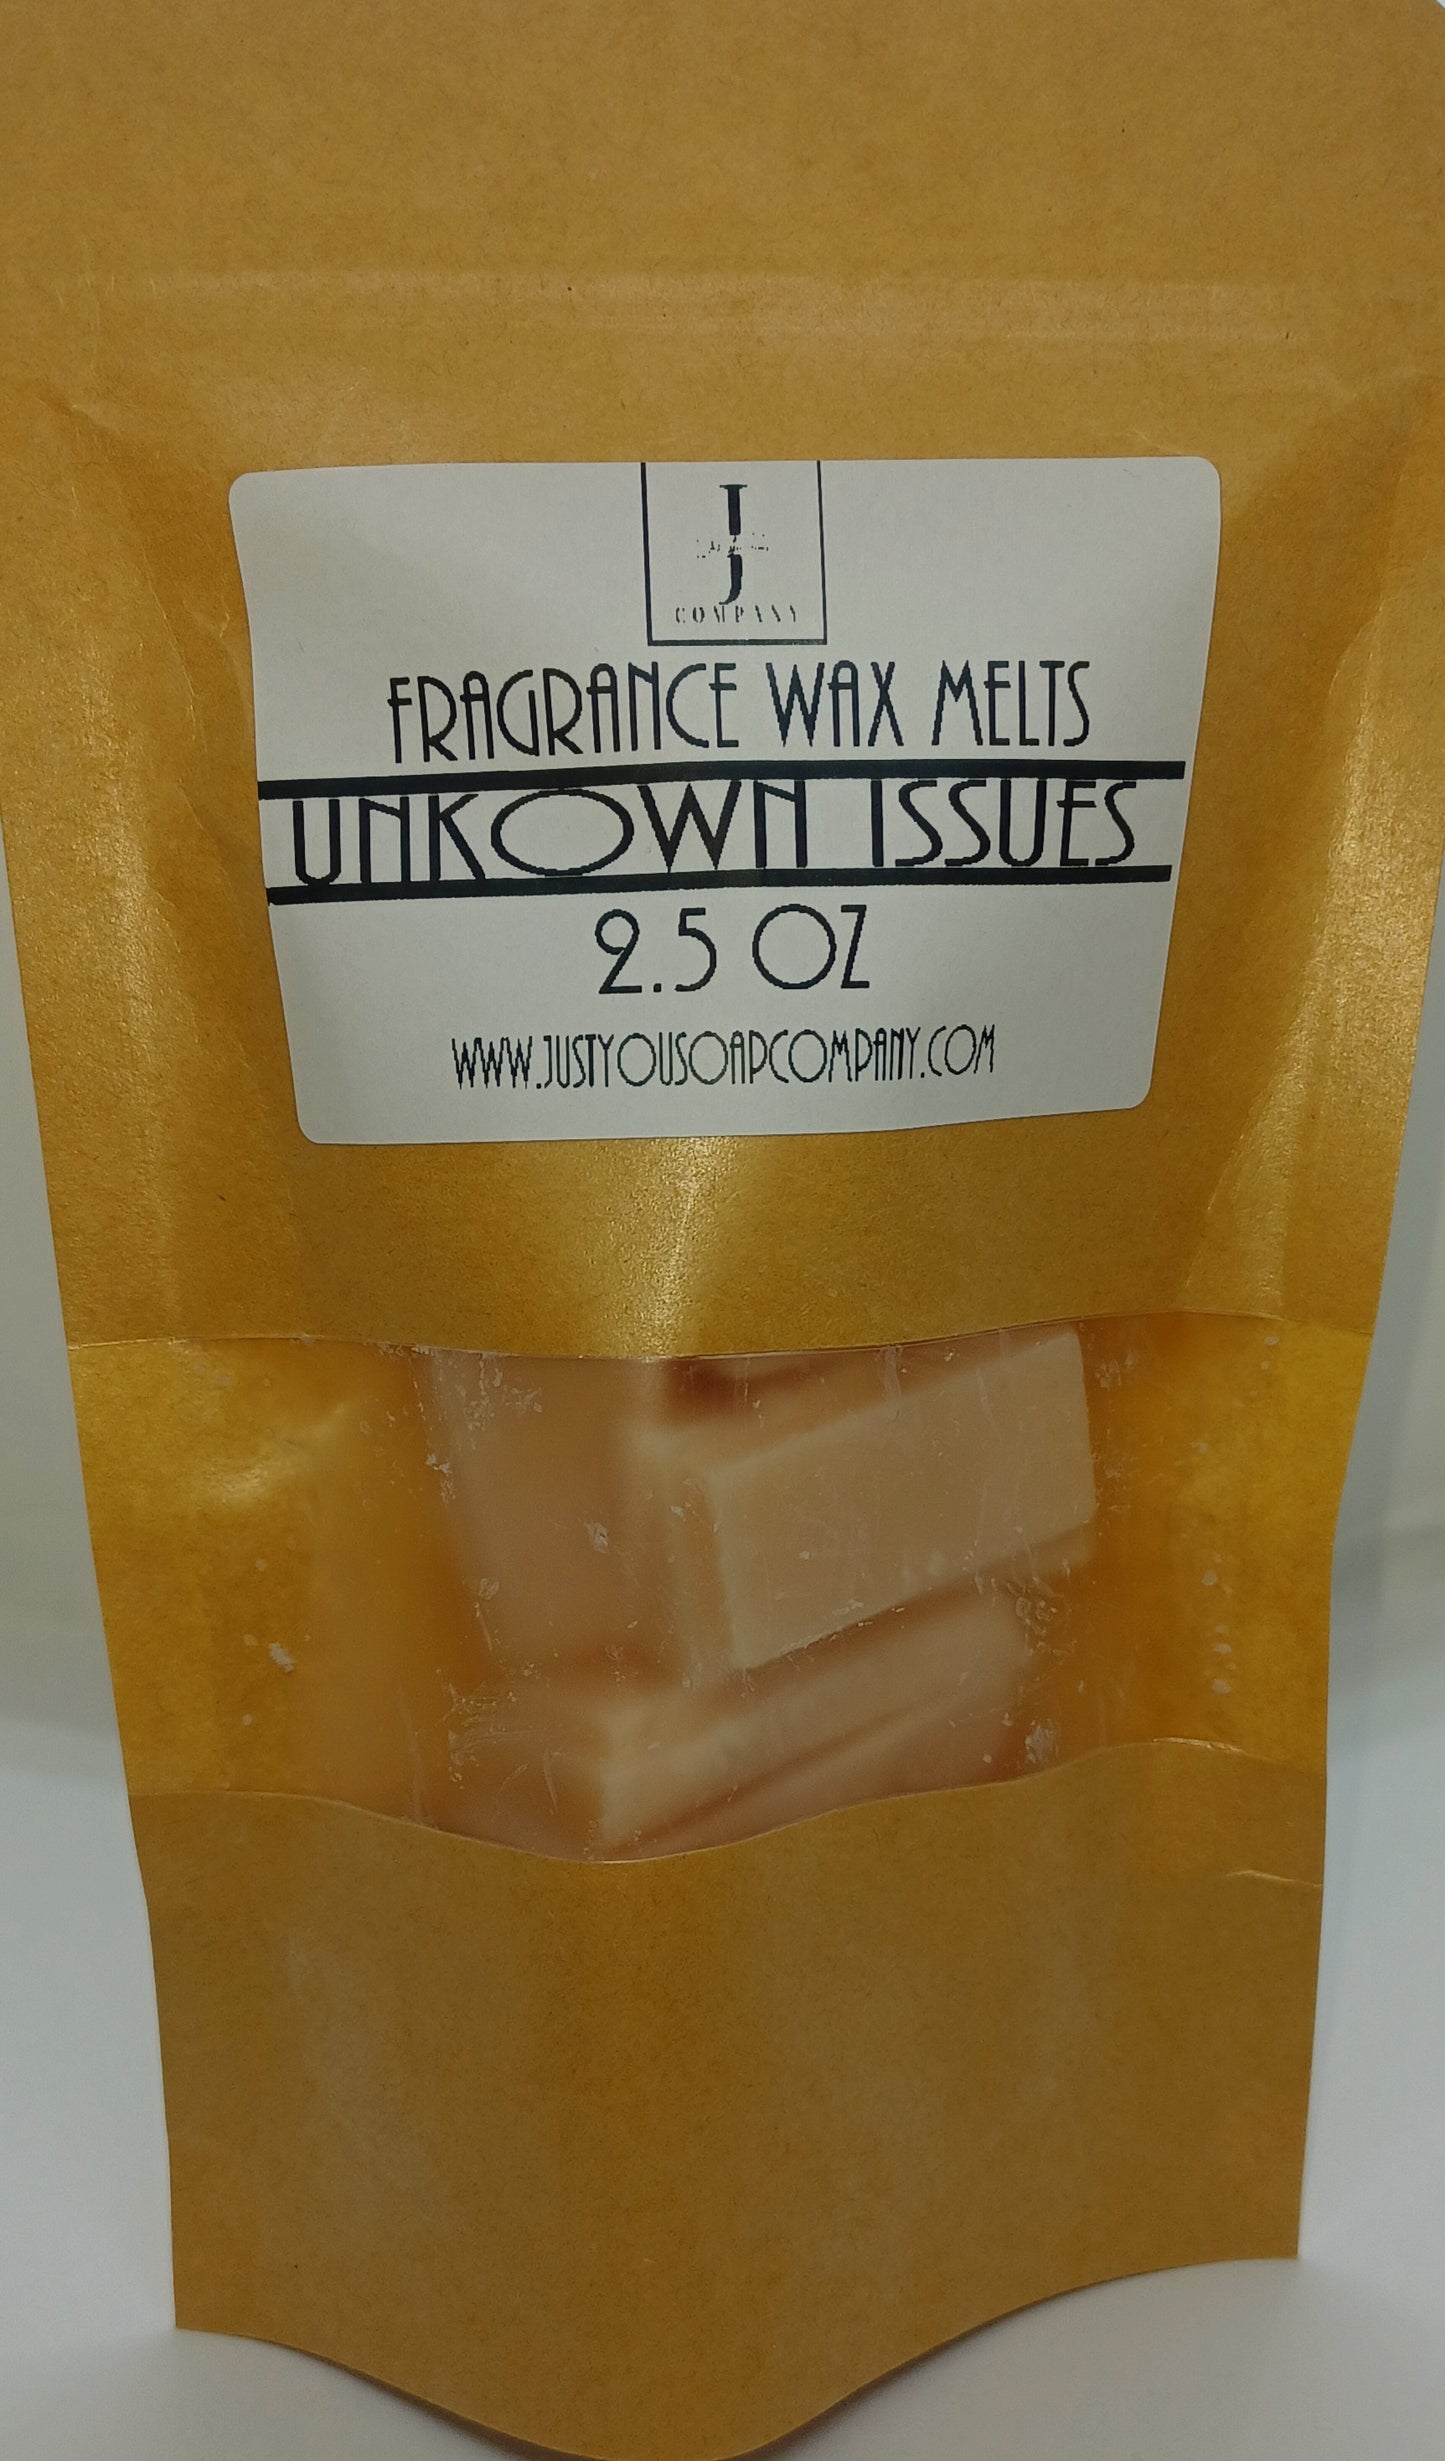 J
J
COMPANY
FRAGRANCE WAX MELTS
UNKOWN ISSUES
2.5 OZ
WWW.JUSTYOUSOAPCOMPANY.COM